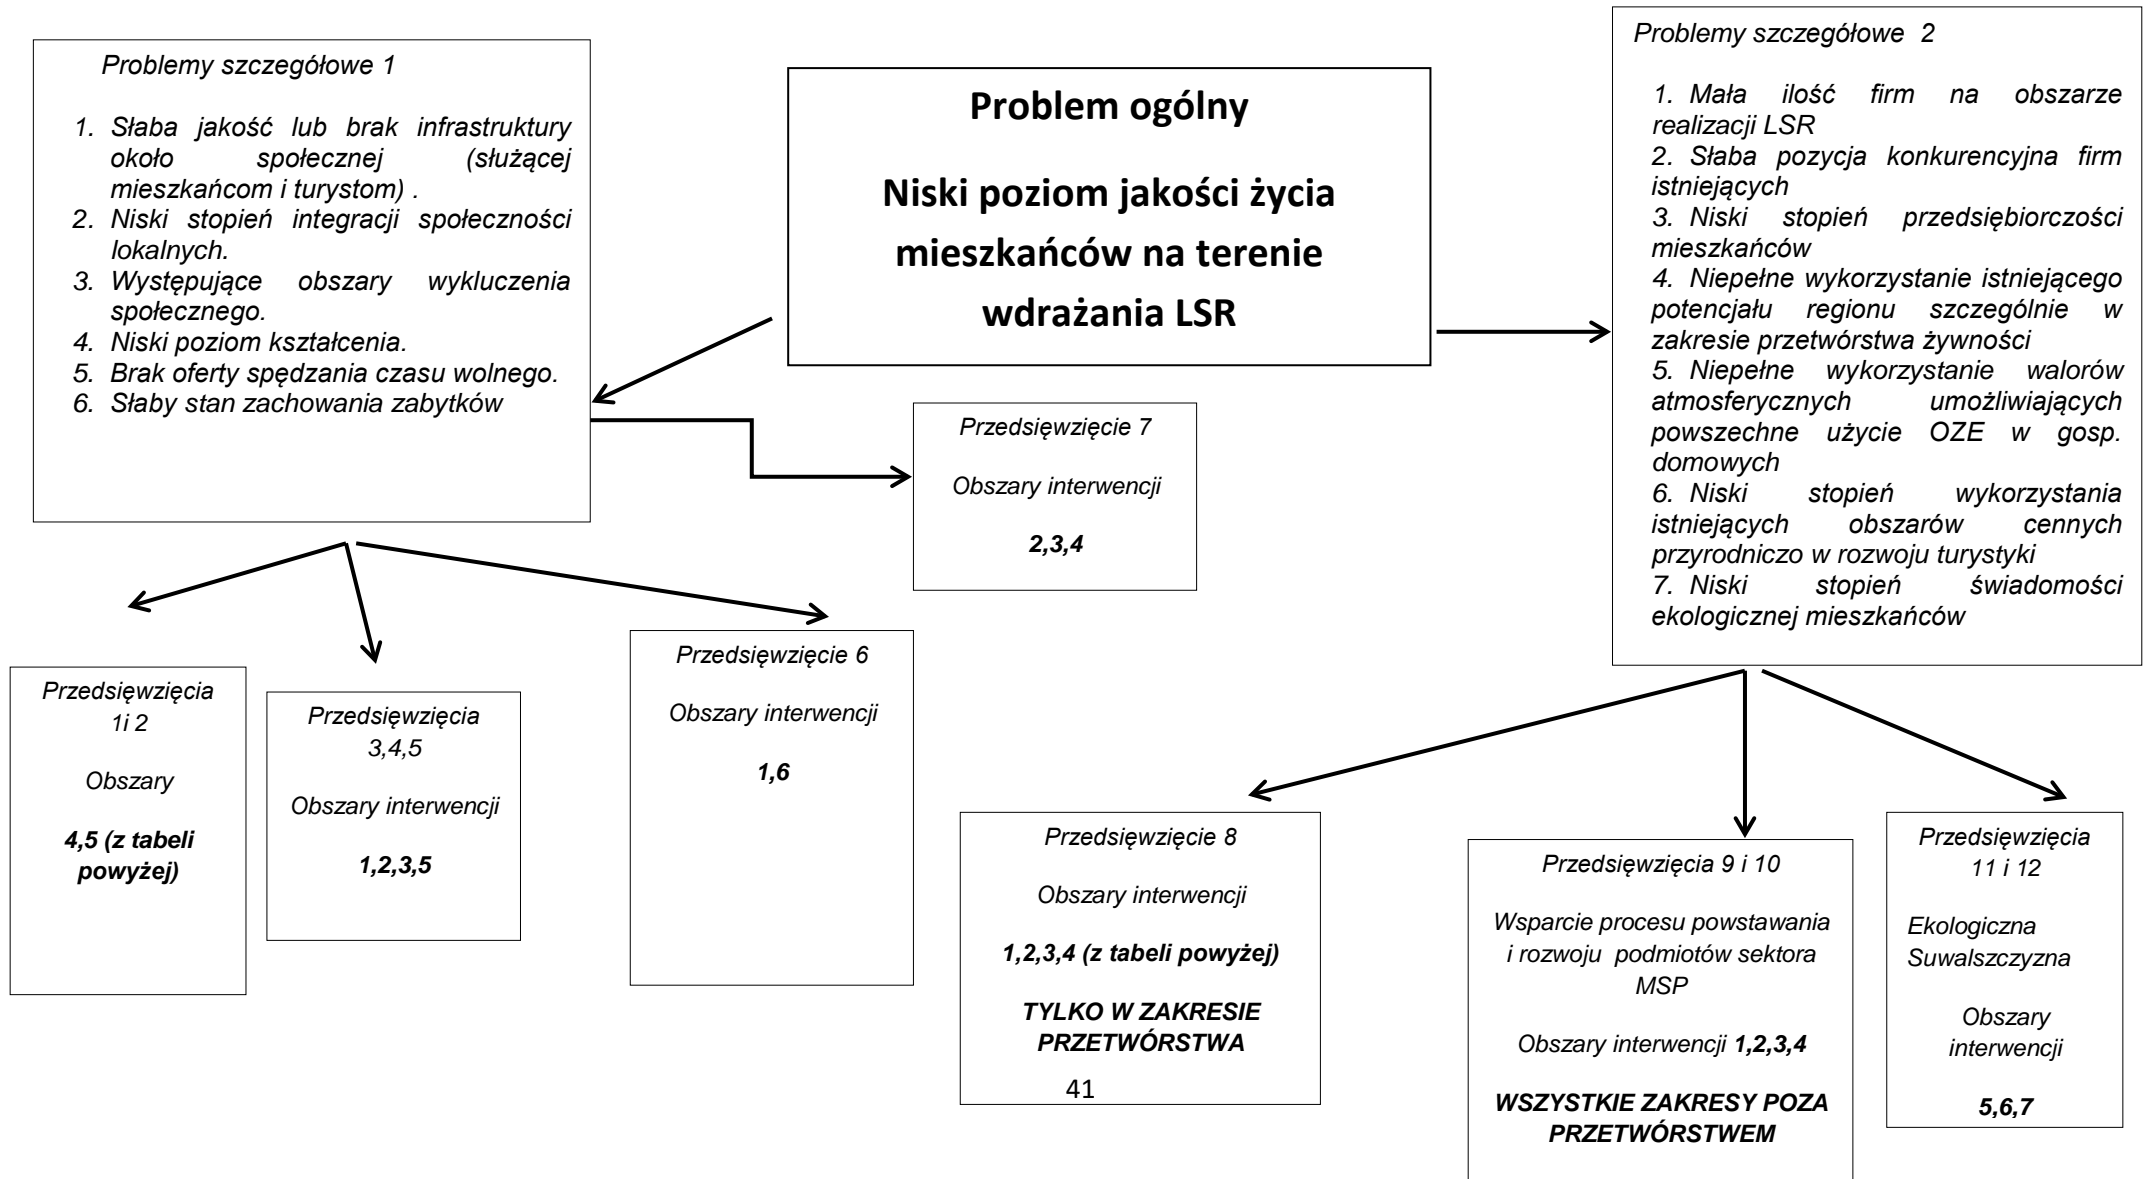 Problemy szczegółowe 1
1. Słaba jakość lub brak infrastruktury
około społecznej (służącej
mieszkańcom i turystom) .
2. Niski stopień integracji społeczności
lokalnych.
3. Występujące obszary wykluczenia
społecznego.
4. Niski poziom kształcenia.
5. Brak oferty spędzania czasu wolnego.
6. Słaby stan zachowania zabytków
Problem ogólny
Niski poziom jakości życia
mieszkańców na terenie
wdrażania LSR
Problemy szczegółowe 2
1. Mała ilość firm na obszarze
realizacji LSR
2. Słaba pozycja konkurencyjna firm
istniejących
3. Niski stopień przedsiębiorczości
mieszkańców
4. Niepełne wykorzystanie istniejącego
potencjału regionu szczególnie w
zakresie przetwórstwa żywności
5. Niepełne wykorzystanie walorów
atmosferycznych umożliwiających
powszechne użycie OZE w gosp.
domowych
6. Niski stopień wykorzystania
istniejących obszarów cennych
przyrodniczo w rozwoju turystyki
7. Niski stopień świadomości
ekologicznej mieszkańców
Przedsięwzięcie 7
Obszary interwencji
2,3,4
Przedsięwzięcia
1i 2
Obszary
4,5 (z tabeli
powyżej)
Przedsięwzięcia
3,4,5
Obszary interwencji
1,2,3,5
Przedsięwzięcie 6
Obszary interwencji
1,6
Przedsięwzięcie 8
Obszary interwencji
1,2,3,4 (z tabeli powyżej)
TYLKO W ZAKRESIE
PRZETWÓRSTWA
41
Przedsięwzięcia 9 i 10
Wsparcie procesu powstawania
i rozwoju podmiotów sektora
MSP
Obszary interwencji 1,2,3,4
WSZYSTKIE ZAKRESY POZA
PRZETWÓRSTWEM
Przedsięwzięcia
11 i 12
Ekologiczna
Suwalszczyzna
Obszary
interwencji
5,6,7